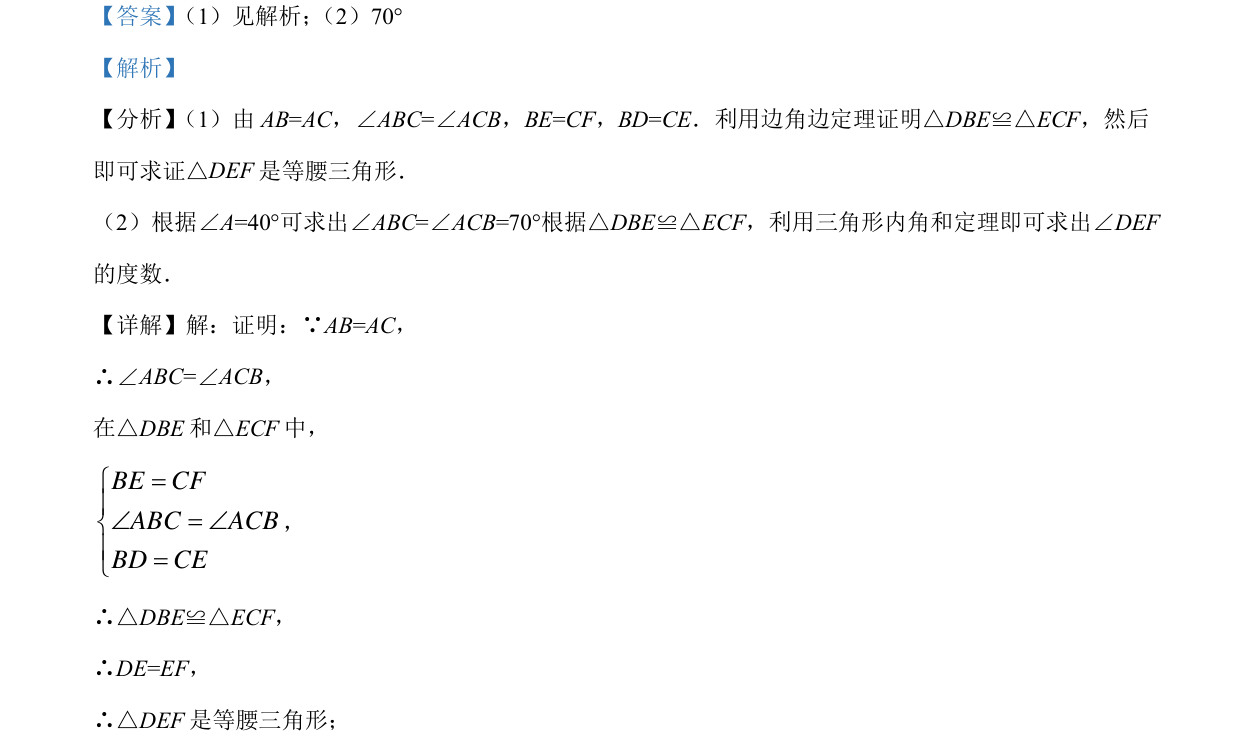 【答案】（1）见解析；（2）70°
【解析】
【分析】（1）由 AB=AC，∠ABC=∠ACB，BE=CF，BD=CE．利用边角边定理证明△DBE≌△ECF，然后
即可求证△DEF 是等腰三角形．
（2）根据∠A=40°可求出∠ABC=∠ACB=70°根据△DBE≌△ECF，利用三角形内角和定理即可求出∠DEF
的度数．
【详解】解：证明：∵AB=AC，
∴∠ABC=∠ACB，
在△DBE 和△ECF 中，
BE = CF
∠ABC = ∠ACB，
BD = CE
∴△DBE≌△ECF，
∴DE=EF，
∴△DEF 是等腰三角形；